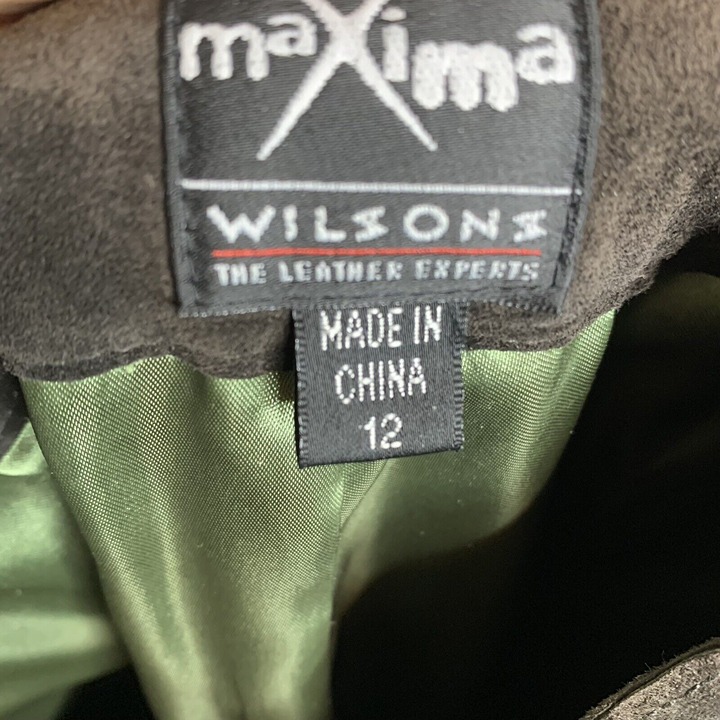 maXima
WILSONS
THE LEATHER EXPERTS
MADE IN
CHINA
12